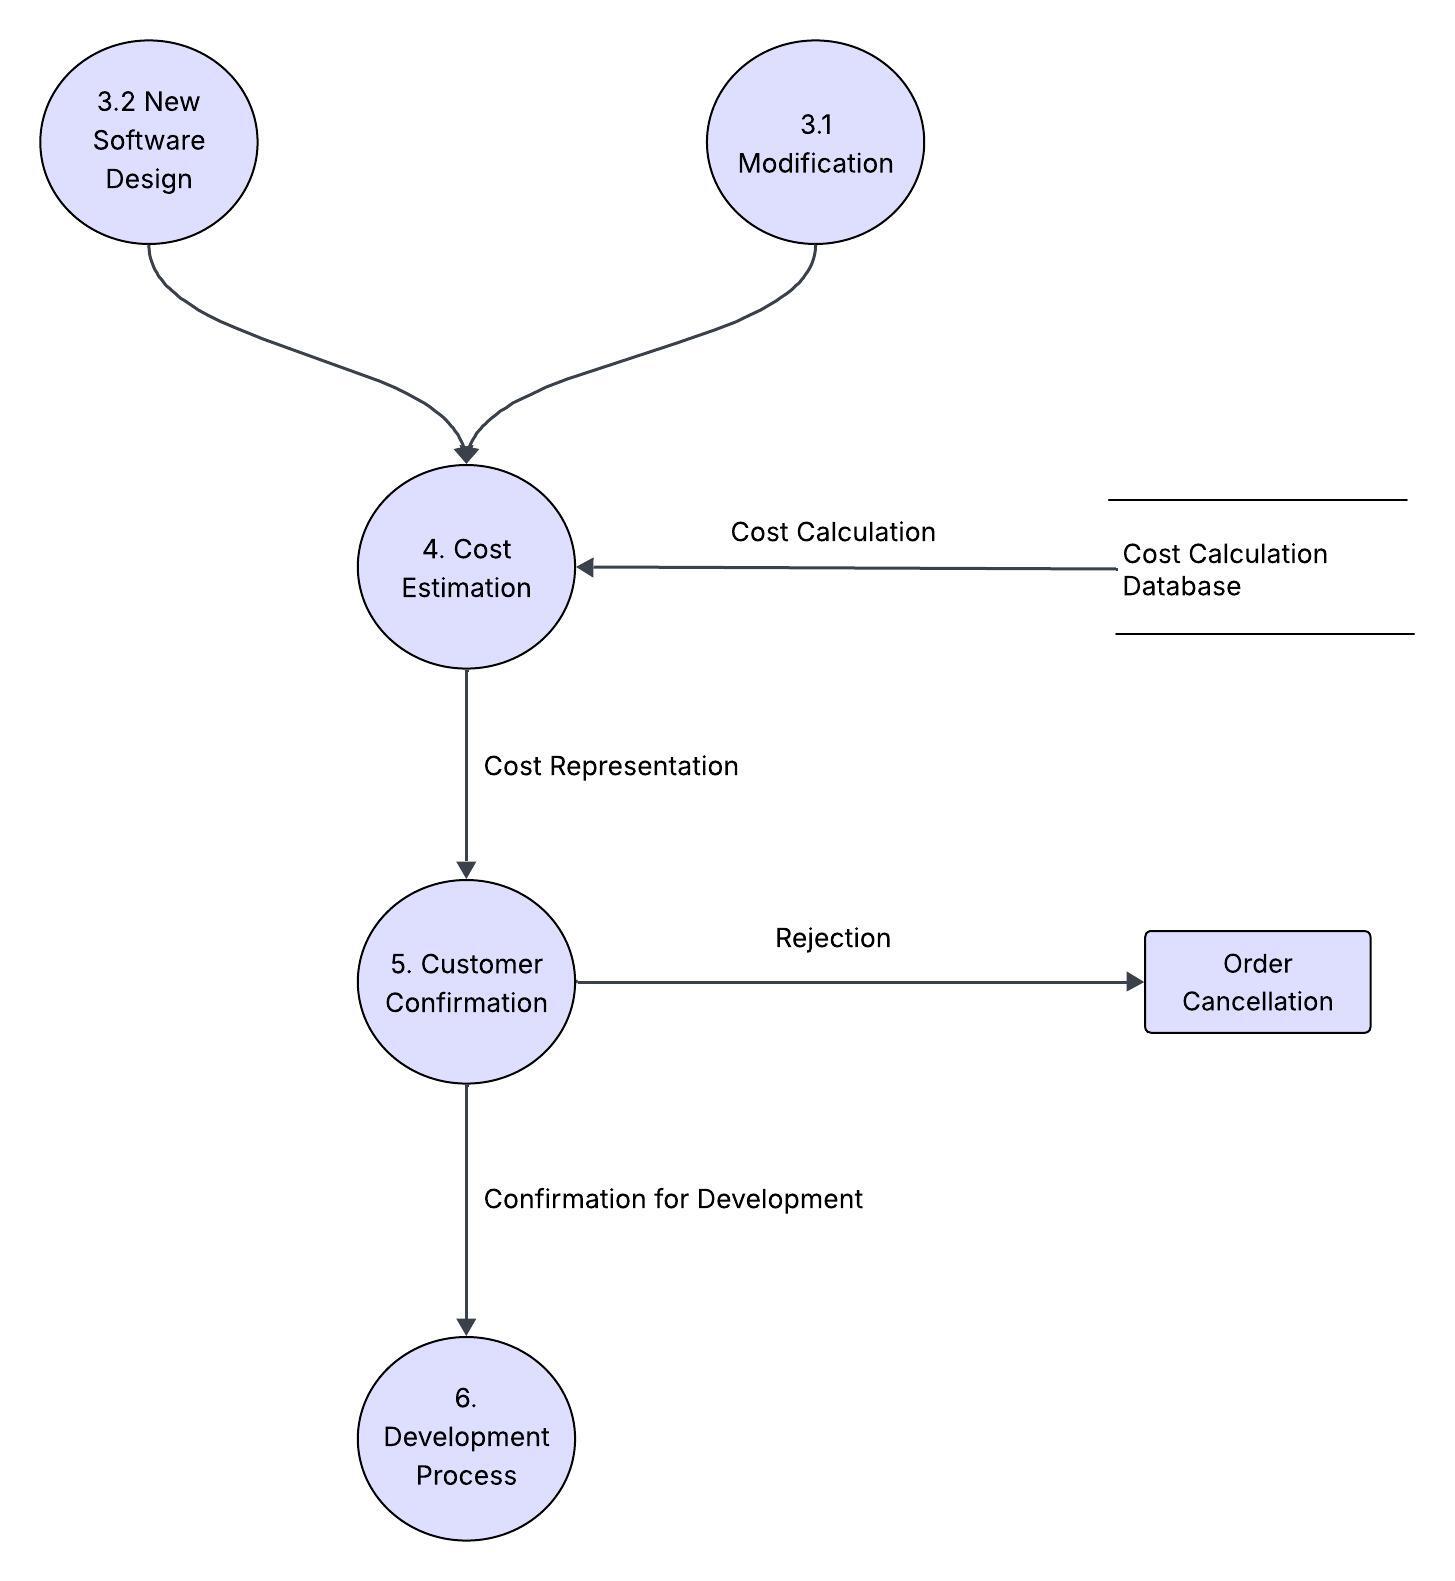 3.2 New
Software
Design
3.1
Modification
4. Cost
Estimation
Cost Calculation
Cost Calculation
Database
Cost Representation
5. Customer
Confirmation
Rejection
Order
Cancellation
Confirmation for Development
6.
Development
Process